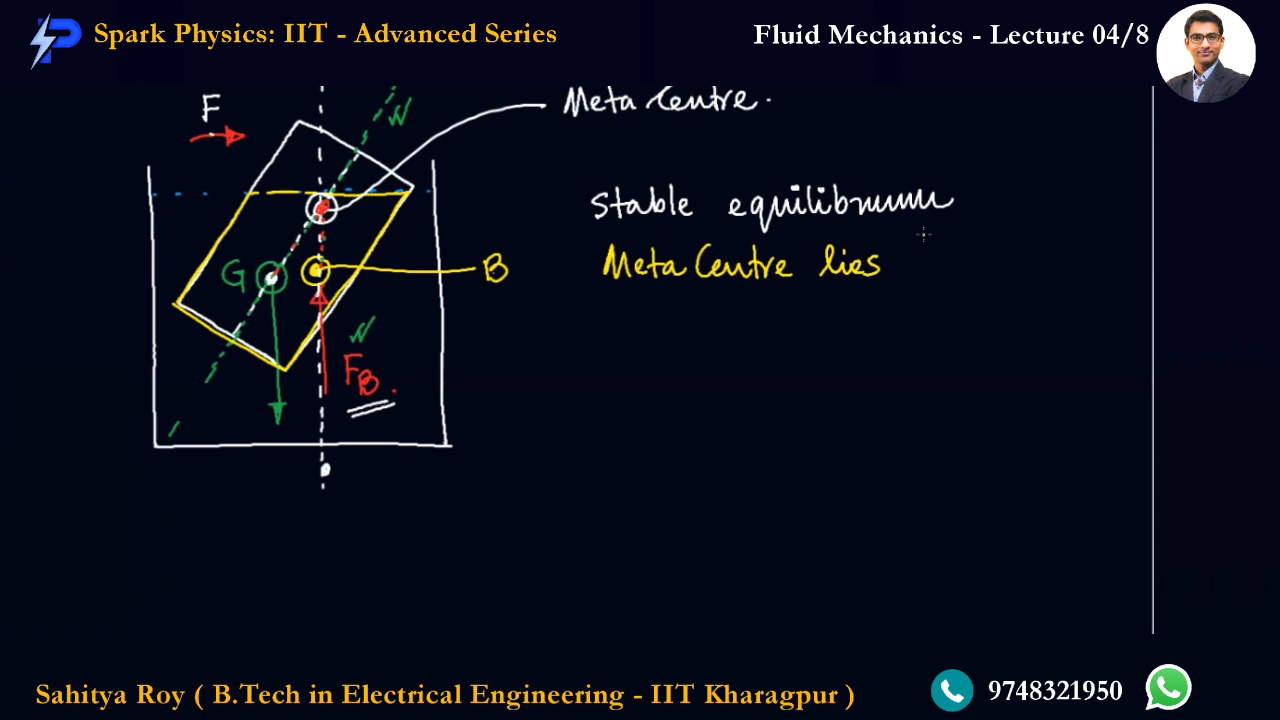 Spark Physics: IIT - Advanced Series
Fluid Mechanics - Lecture 04/8
F
Meta Centre.
stable equilibrium
Meta Centre lies
G
B
FB.
Sahitya Roy ( B.Tech in Electrical Engineering - IIT Kharagpur )
9748321950